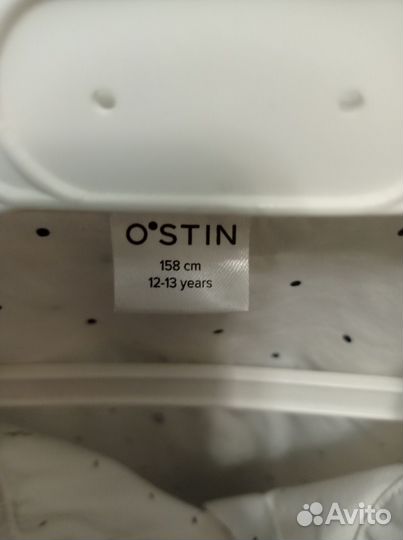 O'STIN
158 cm
12-13 years
Avito